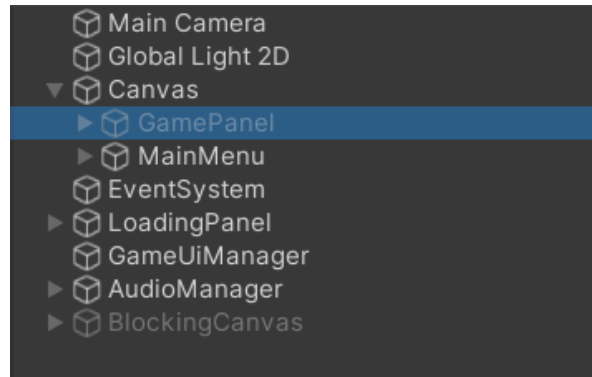 Main Camera
Global Light 2D
Canvas
GamePanel
MainMenu
EventSystem
LoadingPanel
GameUiManager
AudioManager
BlockingCanvas